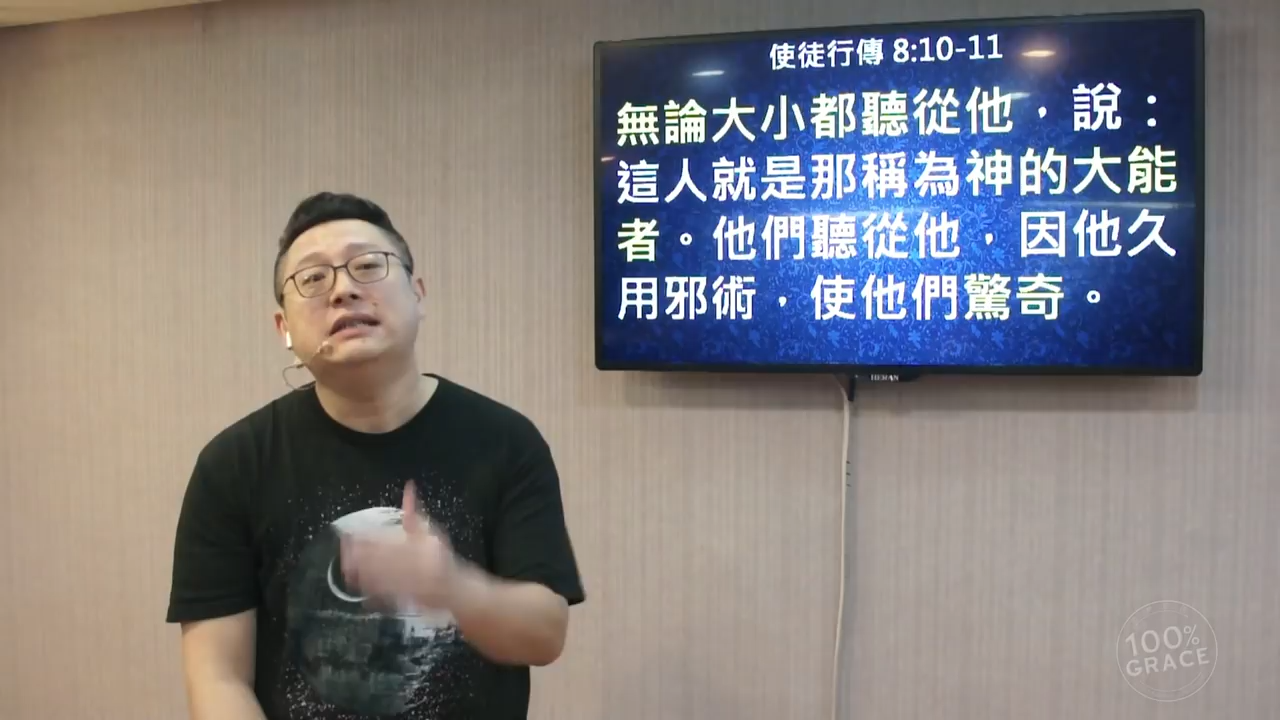 使徒行傳 8:10-11
無論大小都聽從他，說：
這人就是那稱為神的大能
者。他們聽從他，因他久
用邪術，使他們驚奇。
HERAN
100%
GRACE